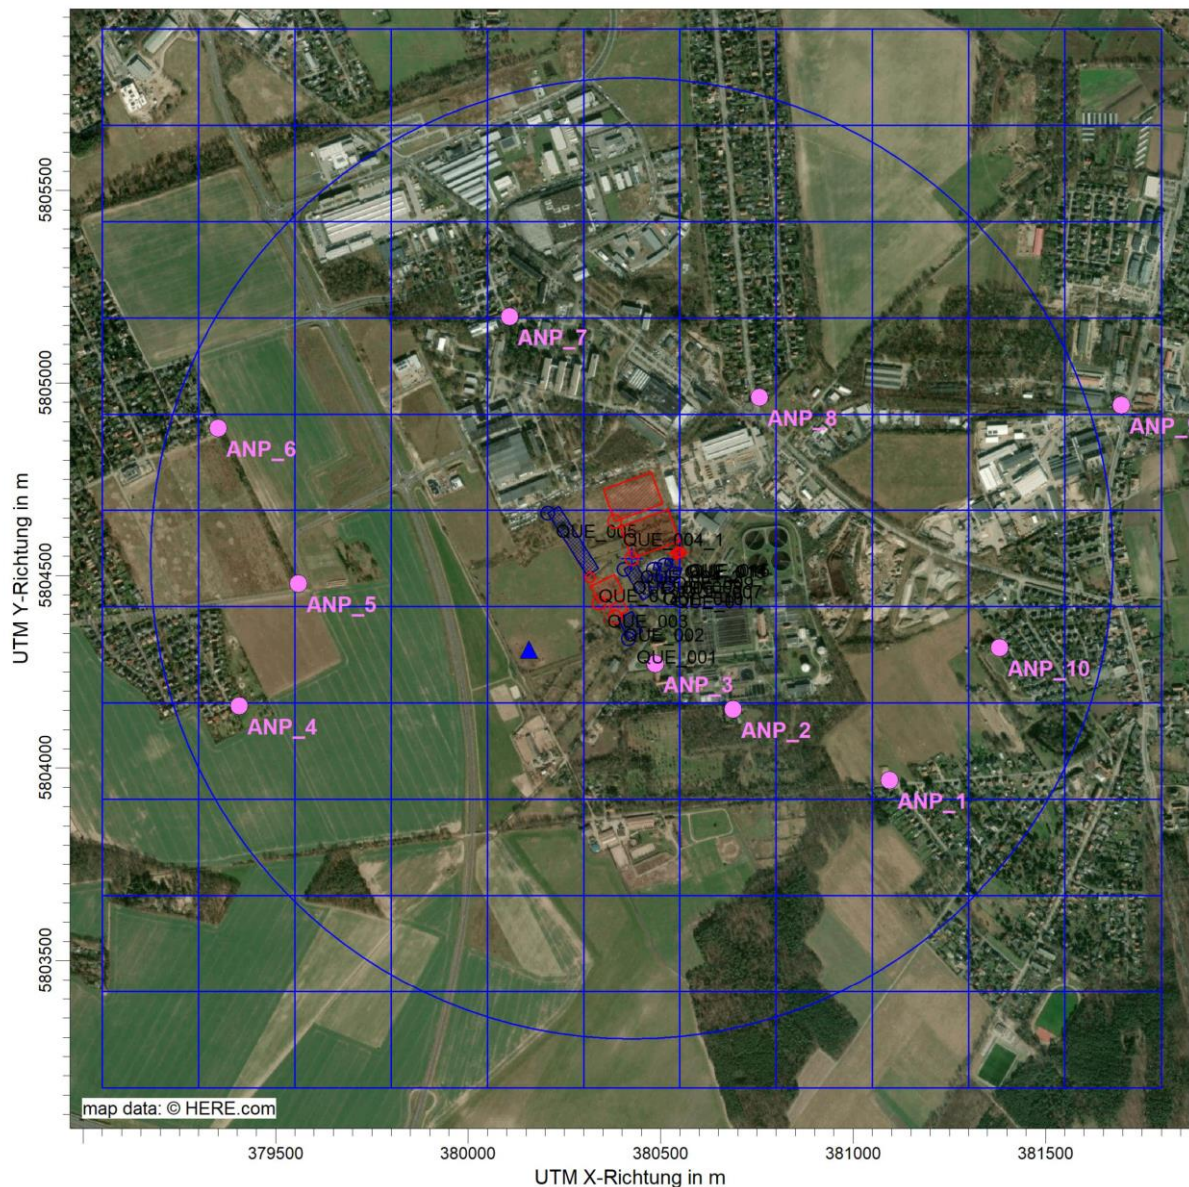 5805500
ANP_7
5805000
ANP_8
ANP_
ANP_6
UTM Y-Richtung in m
QUE_005
QUE_004_1
5804500
ANP_5
QUE_003
QUE_002
ANP_10
QUE_001
ANP_3
ANP_4
ANP_2
5804000
ANP_1
5803500
map data: © HERE.com
379500
380000
380500
381000
381500
UTM X-Richtung in m